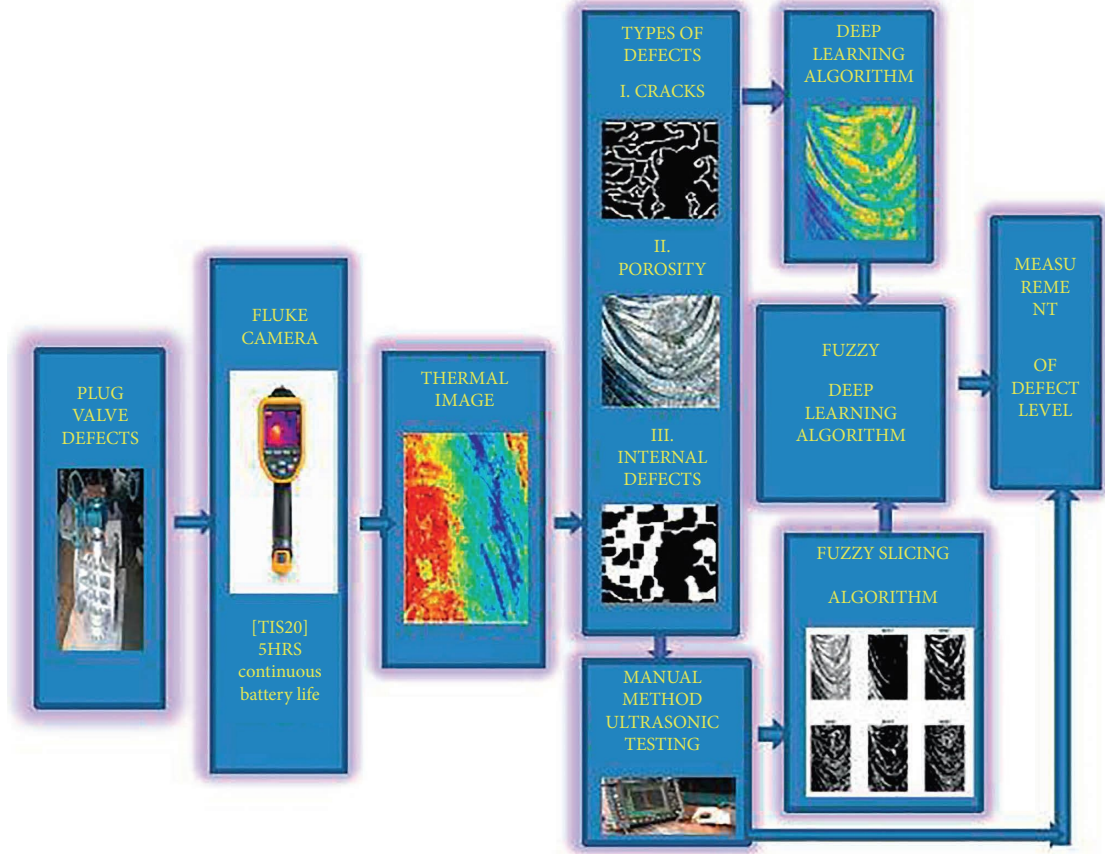 PLUG
VALVE
DEFECTS
FLUKE
CAMERA
[TIS20]
5HRS
continuous
battery life
THERMAL
IMAGE
TYPES OF
DEFECTS
I. CRACKS
II.
POROSITY
III.
INTERNAL
DEFECTS
MANUAL
METHOD
ULTRASONIC
TESTING
DEEP
LEARNING
ALGORITHM
FUZZY
DEEP
LEARNING
ALGORITHM
FUZZY SLICING
ALGORITHM
MEASU
REME
NT
OF
DEFECT
LEVEL